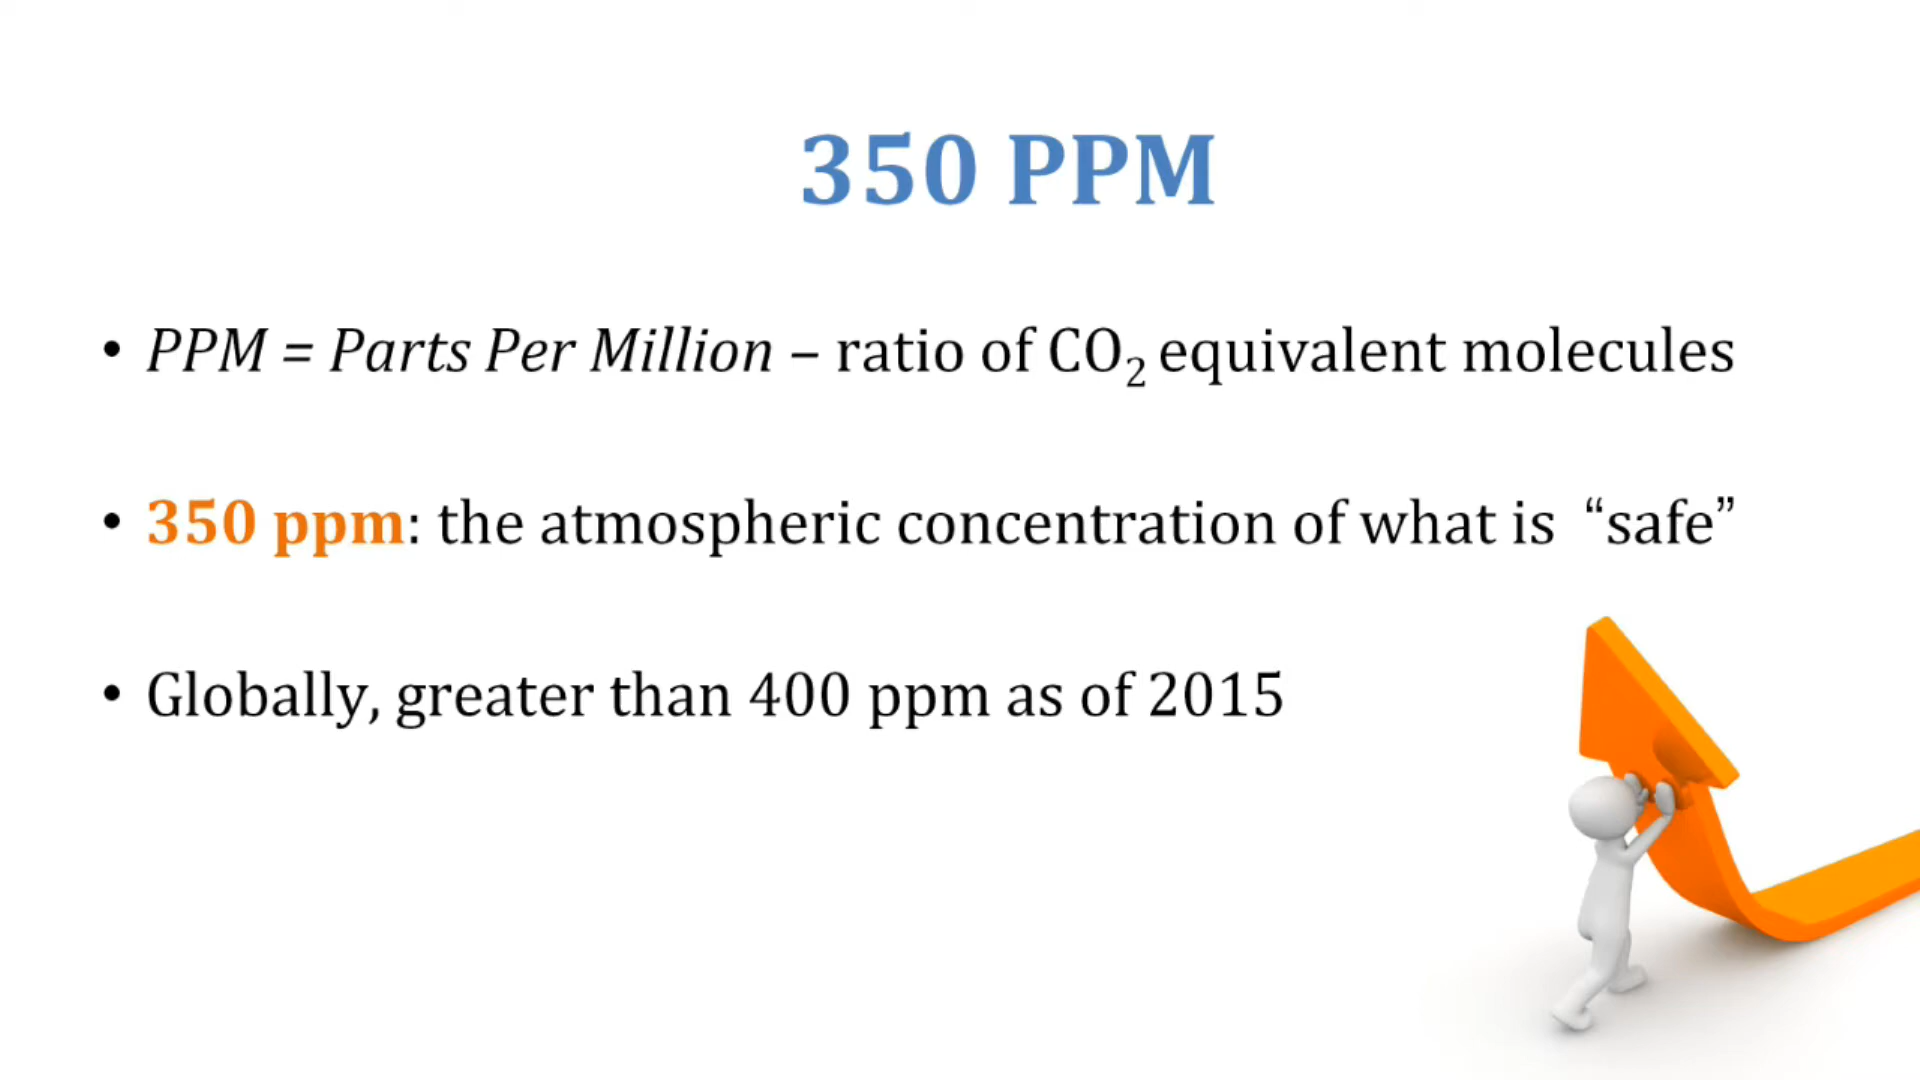 350 PPM
• PPM = Parts Per Million – ratio of CO₂ equivalent molecules
• 350 ppm: the atmospheric concentration of what is “safe”
• Globally, greater than 400 ppm as of 2015